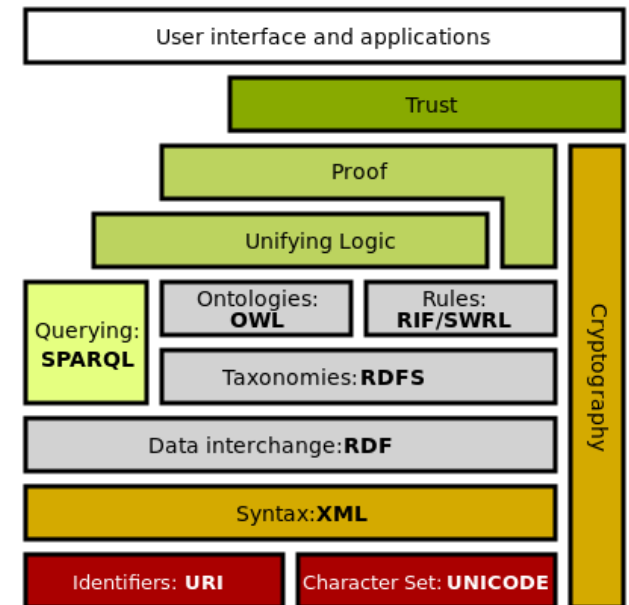 User interface and applications
Trust
Proof
Unifying Logic
Querying:
SPARQL
Ontologies:
OWL
Rules:
RIF/SWRL
Taxonomies: RDFS
Cryptography
Data interchange:RDF
Syntax:XML
Identifiers: URI
Character Set: UNICODE